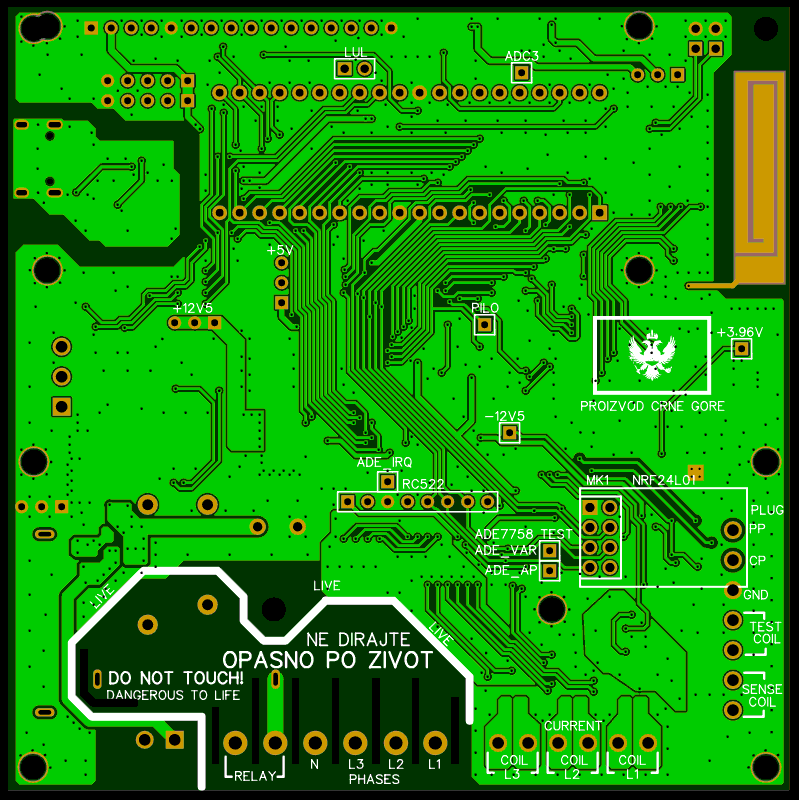 LUL
ADC3
+5V
+12V5
PILO
+3.96V
PROIZVOD CRNE GORE
-12V5
ADE_IRQ
RC522
MK1 NRF24L01
PLUG
PP
CP
GND
ADE7758 TEST
ADE_VAR
ADE_AP
TEST
COIL
SENSE
COIL
LIVE
LIVE
LIVE
NE DIRAJTE
OPASNO PO ZIVOT
DO NOT TOUCH!
DANGEROUS TO LIFE
RELAY
N
L3
L2
L1
PHASES
CURRENT
COIL
L3
COIL
L2
COIL
L1